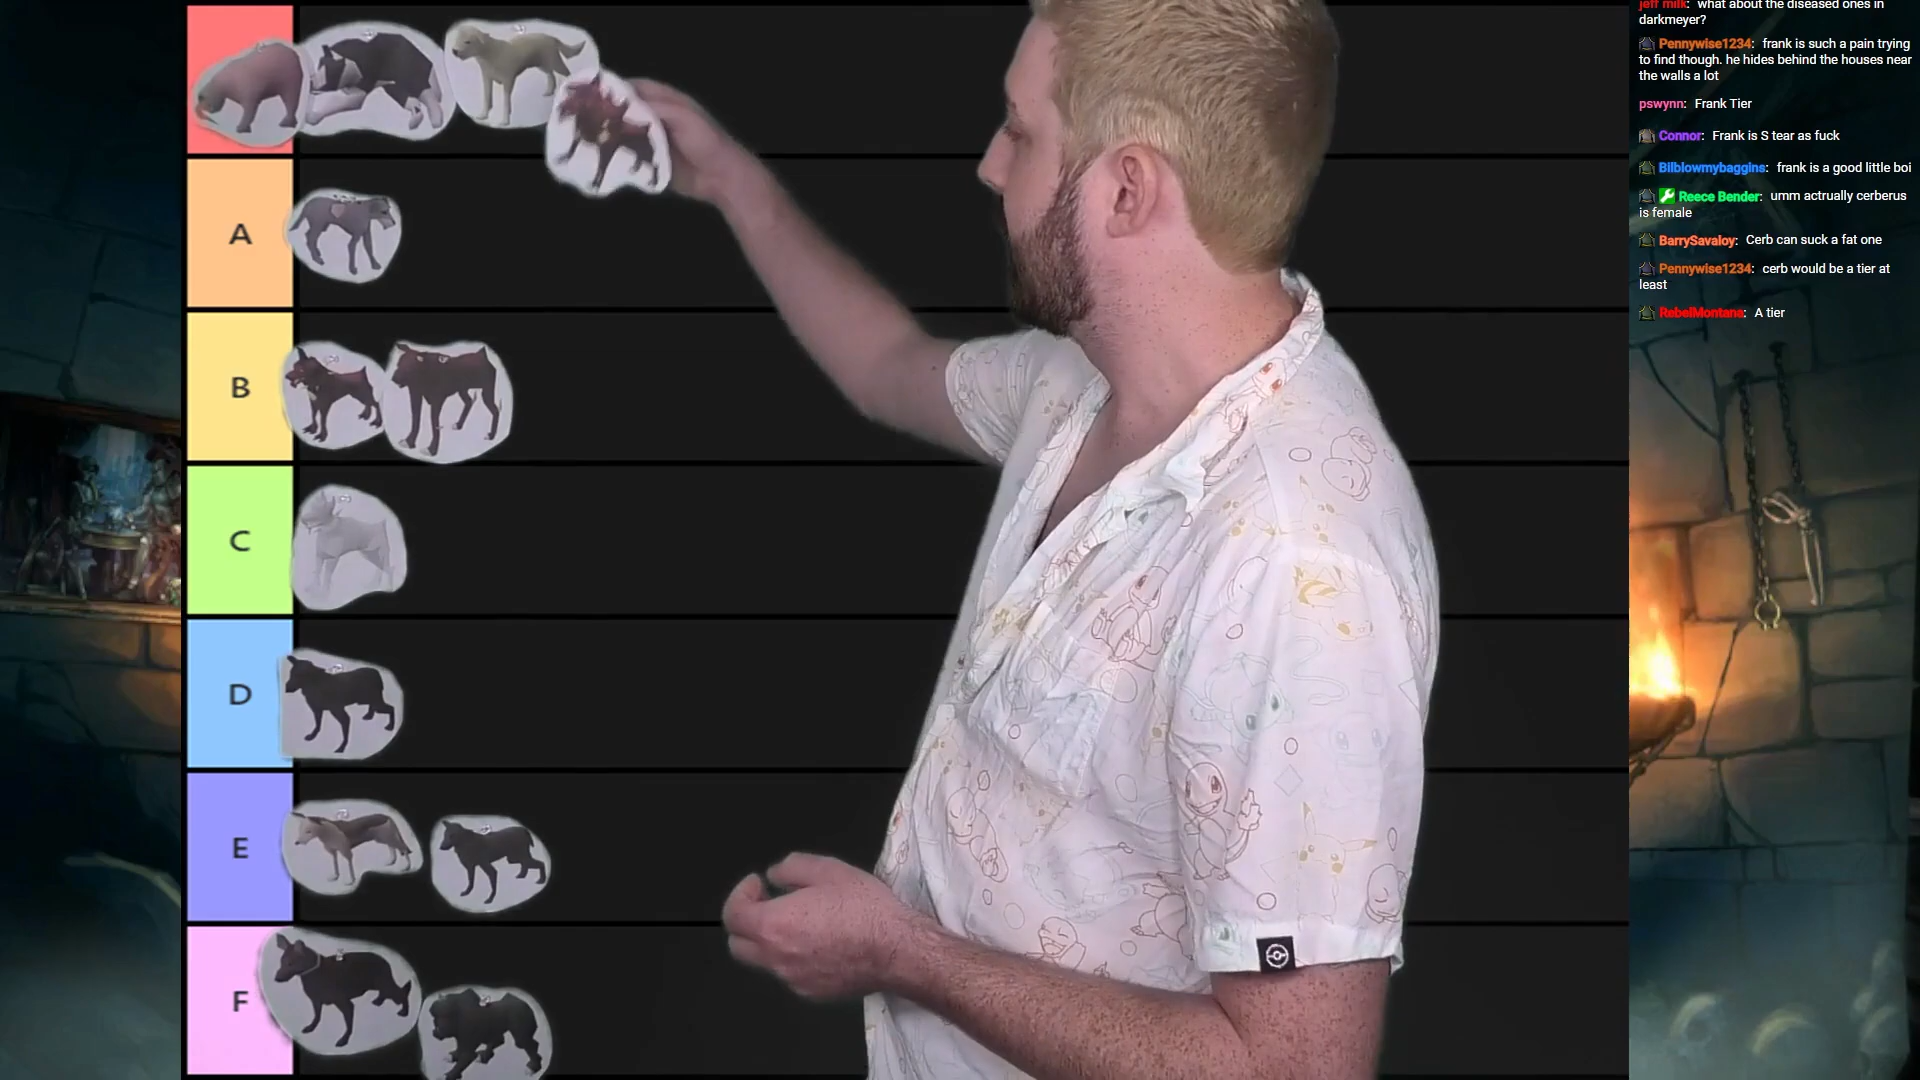 A
B
C
D
E
F
jeff milk: what about the diseased ones in
darkmeyer?
Pennywise1234: frank is such a pain trying
to find though. he hides behind the houses near
the walls a lot
pswynn: Frank Tier
Connor: Frank is S tear as fuck
Bilblowmybaggins: frank is a good little boi
Reece Bender: umm actrually cerberus
is female
BarrySavaloy: Cerb can suck a fat one
Pennywise1234: cerb would be a tier at
least
RebelMontana: A tier